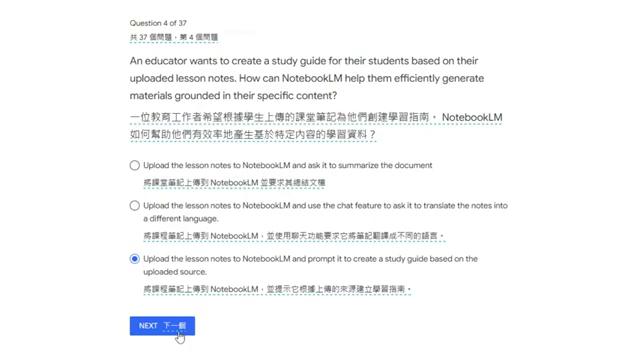 Question 4 of 37
共 37 個問題，第 4 個問題
An educator wants to create a study guide for their students based on their
uploaded lesson notes. How can NotebookLM help them efficiently generate
materials grounded in their specific content?
一位教育工作者希望根據學生上傳的課堂筆記為他們創建學習指南。 NotebookLM
如何幫助他們有效率地產生基於特定內容的學習資料？
Upload the lesson notes to NotebookLM and ask it to summarize the document
將課堂筆記上傳到 NotebookLM 並要求其總結文檔
Upload the lesson notes to NotebookLM and use the chat feature to ask it to translate the notes into
a different language.
將課程筆記上傳到 NotebookLM，並使用聊天功能要求它將筆記翻譯成不同的語言。
Upload the lesson notes to NotebookLM and prompt it to create a study guide based on the
uploaded source.
將課程筆記上傳到 NotebookLM，並提示它根據上傳的來源建立學習指南。
NEXT 下一個